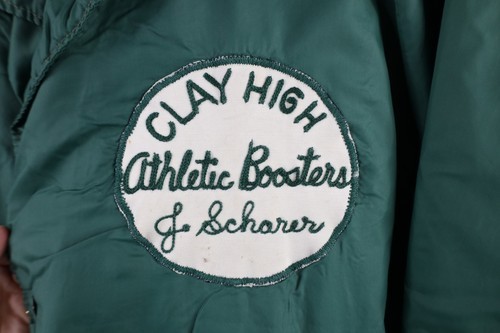 CLAY HIGH
Athletic Boosters
J. Scharer